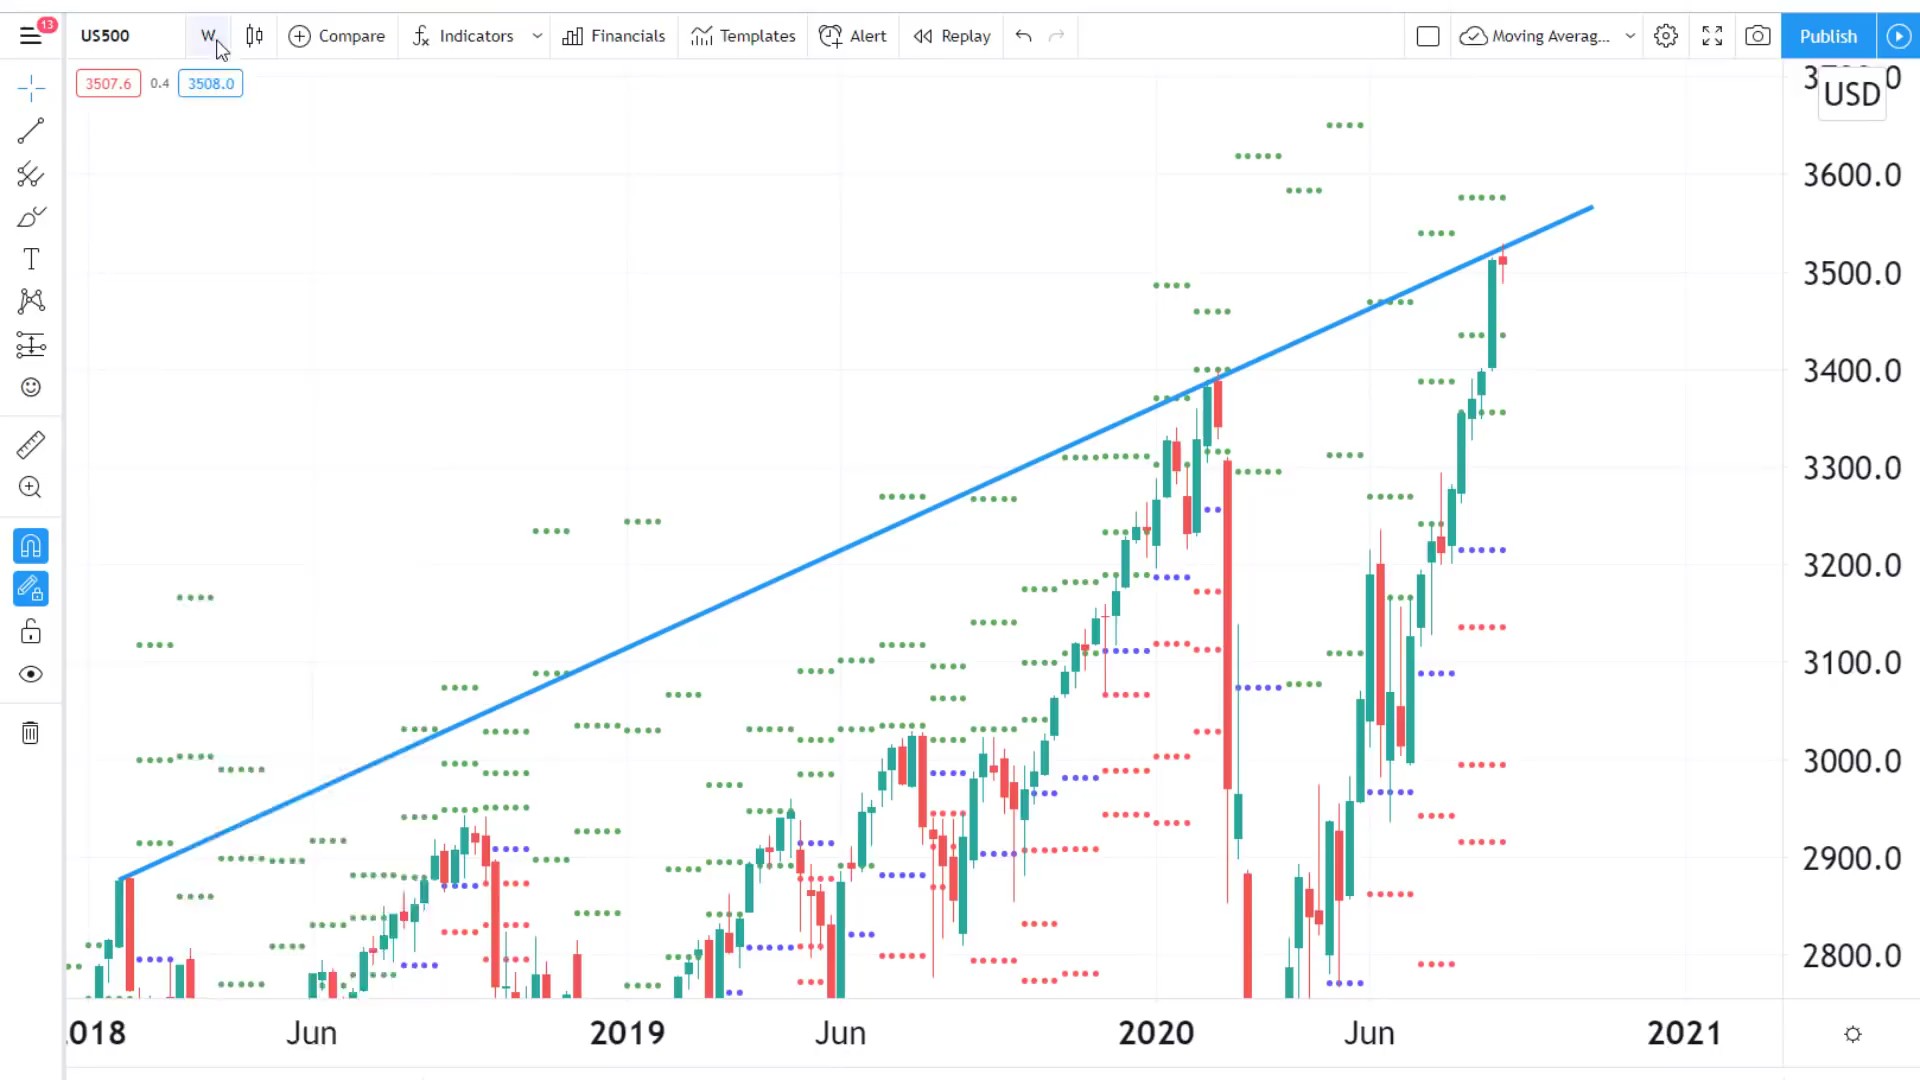 13
US500 W Compare Indicators Financials Templates Alert Replay Moving Averag... Publish
3507.6 0.4 3508.0
USD
3600.0
3500.0
3400.0
3300.0
3200.0
3100.0
3000.0
2900.0
2800.0
018 Jun 2019 Jun 2020 Jun 2021